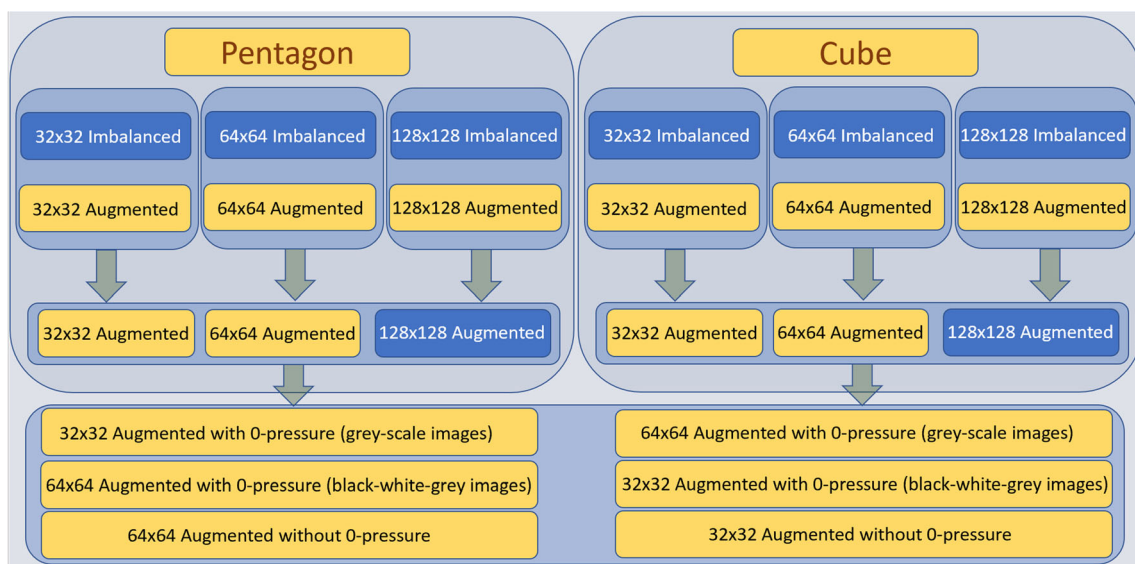 Pentagon
32x32 Imbalanced
64x64 Imbalanced
128x128 Imbalanced
32x32 Augmented
64x64 Augmented
128x128 Augmented
32x32 Augmented
64x64 Augmented
128x128 Augmented
Cube
32x32 Imbalanced
64x64 Imbalanced
128x128 Imbalanced
32x32 Augmented
64x64 Augmented
128x128 Augmented
32x32 Augmented
64x64 Augmented
128x128 Augmented
32x32 Augmented with 0-pressure (grey-scale images)
64x64 Augmented with 0-pressure (black-white-grey images)
64x64 Augmented without 0-pressure
64x64 Augmented with 0-pressure (grey-scale images)
32x32 Augmented with 0-pressure (black-white-grey images)
32x32 Augmented without 0-pressure